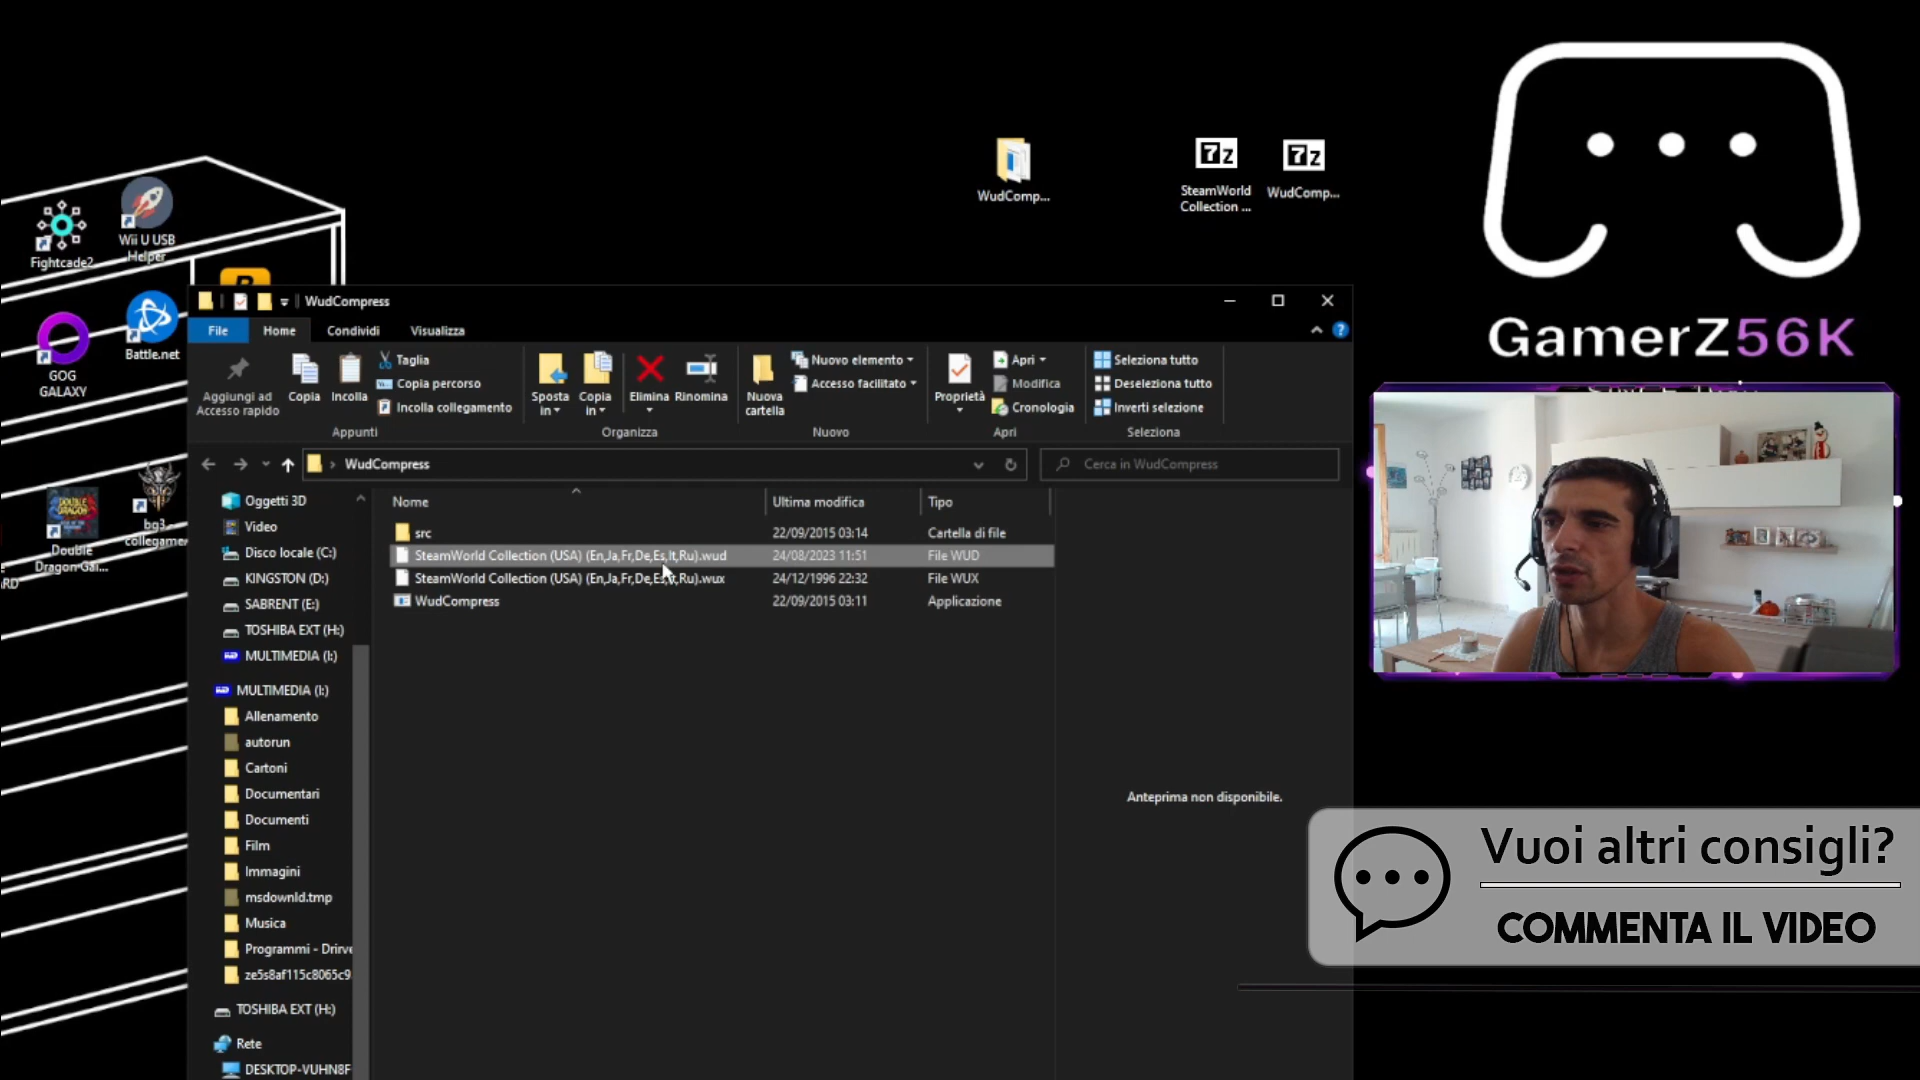 WudComp...
SteamWorld
Collection ...
WudComp...
Fightcade2
Wii U USB
Helper
GOG
GALAXY
Battle.net
Double
Dragon Gai...
bg3 -
collegamen
GamerZ56K
WudCompress
File
Home
Condividi
Visualizza
Aggiungi ad
Accesso rapido
Copia
Incolla
Taglia
Copia percorso
Incolla collegamento
Appunti
Sposta
in
Copia
in
Elimina
Rinomina
Organizza
Nuova
cartella
Nuovo elemento
Accesso facilitato
Nuovo
Proprietà
Apri
Modifica
Cronologia
Apri
Seleziona tutto
Deseleziona tutto
Inverti selezione
Seleziona
WudCompress
Cerca in WudCompress
Nome
Ultima modifica
Tipo
src
22/09/2015 03:14
Cartella di file
SteamWorld Collection (USA) (En,Ja,Fr,De,Es,It,Ru).wud
24/08/2023 11:51
File WUD
SteamWorld Collection (USA) (En,Ja,Fr,De,Es,It,Ru).wux
24/12/1996 22:32
File WUX
WudCompress
22/09/2015 03:11
Applicazione
Oggetti 3D
Video
Disco locale (C:)
KINGSTON (D:)
SABRENT (E:)
TOSHIBA EXT (H:)
MULTIMEDIA (I:)
MULTIMEDIA (I:)
Allenamento
autorun
Cartoni
Documentari
Documenti
Film
Immagini
msdownld.tmp
Musica
Programmi - Drirve
ze5s8af115c8065c9
TOSHIBA EXT (H:)
Rete
DESKTOP-VUHN8F
Anteprima non disponibile.
Vuoi altri consigli?
COMMENTA IL VIDEO